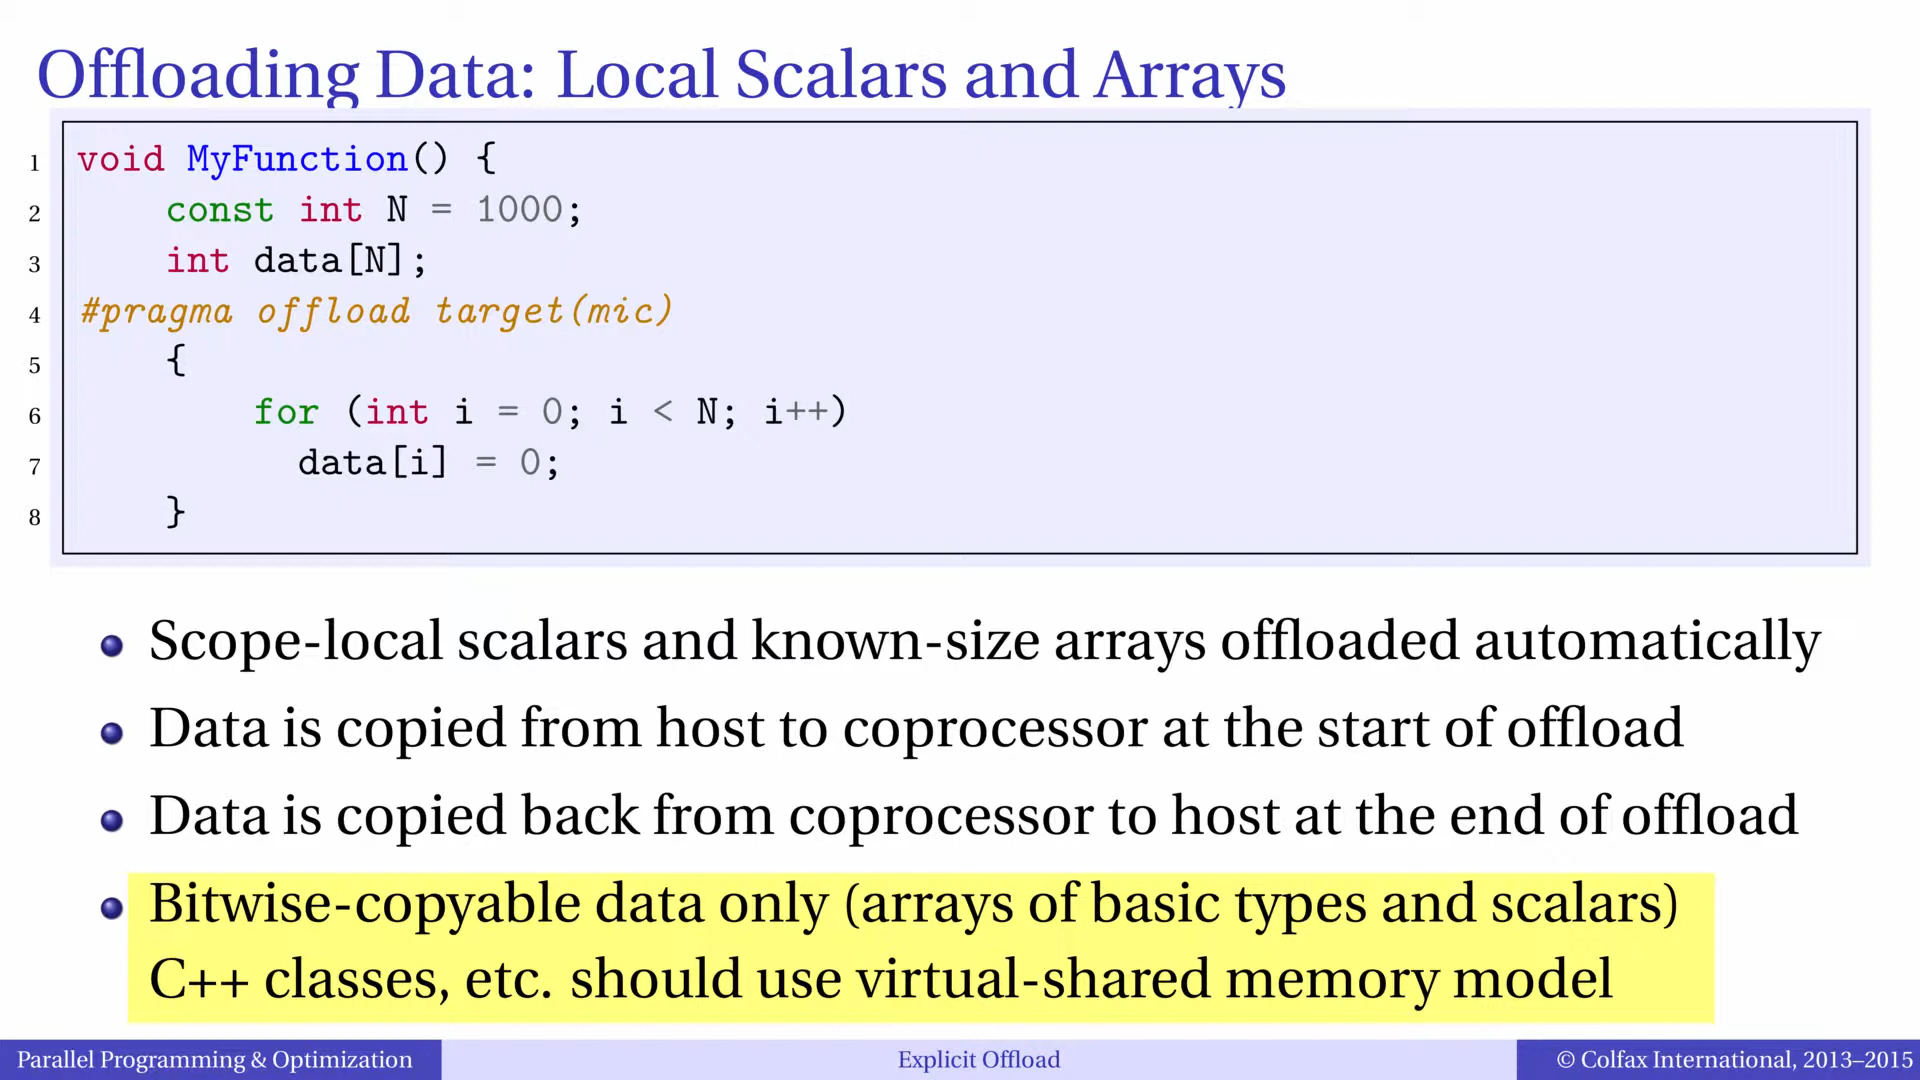 Offloading Data: Local Scalars and Arrays
1 void MyFunction() {
2     const int N = 1000;
3     int data[N];
4 #pragma offload target(mic)
5     {
6         for (int i = 0; i < N; i++)
7           data[i] = 0;
8     }
Scope-local scalars and known-size arrays offloaded automatically
Data is copied from host to coprocessor at the start of offload
Data is copied back from coprocessor to host at the end of offload
Bitwise-copyable data only (arrays of basic types and scalars)
C++ classes, etc. should use virtual-shared memory model
Parallel Programming & Optimization Explicit Offload © Colfax International, 2013–2015